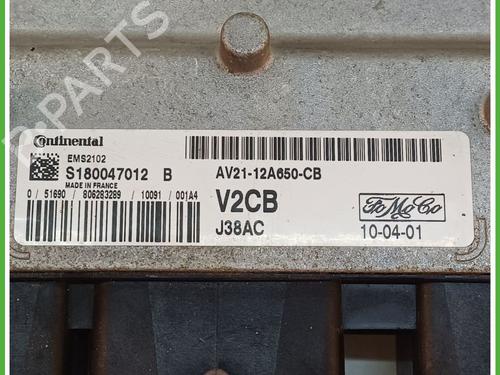 B-PARTS
Continental
EMS2102
S180047012 B
MADE IN FRANCE
0 / 51690 / 806283289 / 10091 / 001A4
AV21-12A650-CB
V2CB
J38AC
FoMoCo
10-04-01